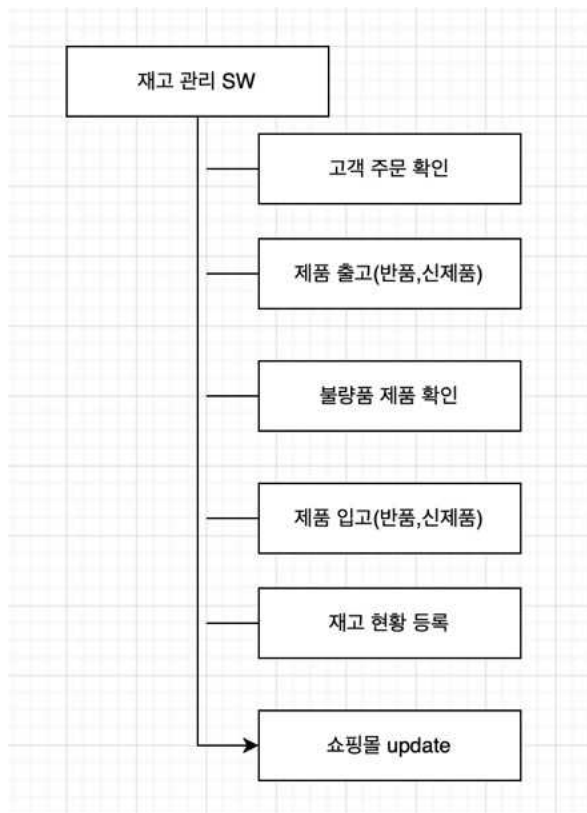 재고 관리 SW
고객 주문 확인
제품 출고(반품,신제품)
불량품 제품 확인
제품 입고(반품,신제품)
재고 현황 등록
쇼핑몰 update